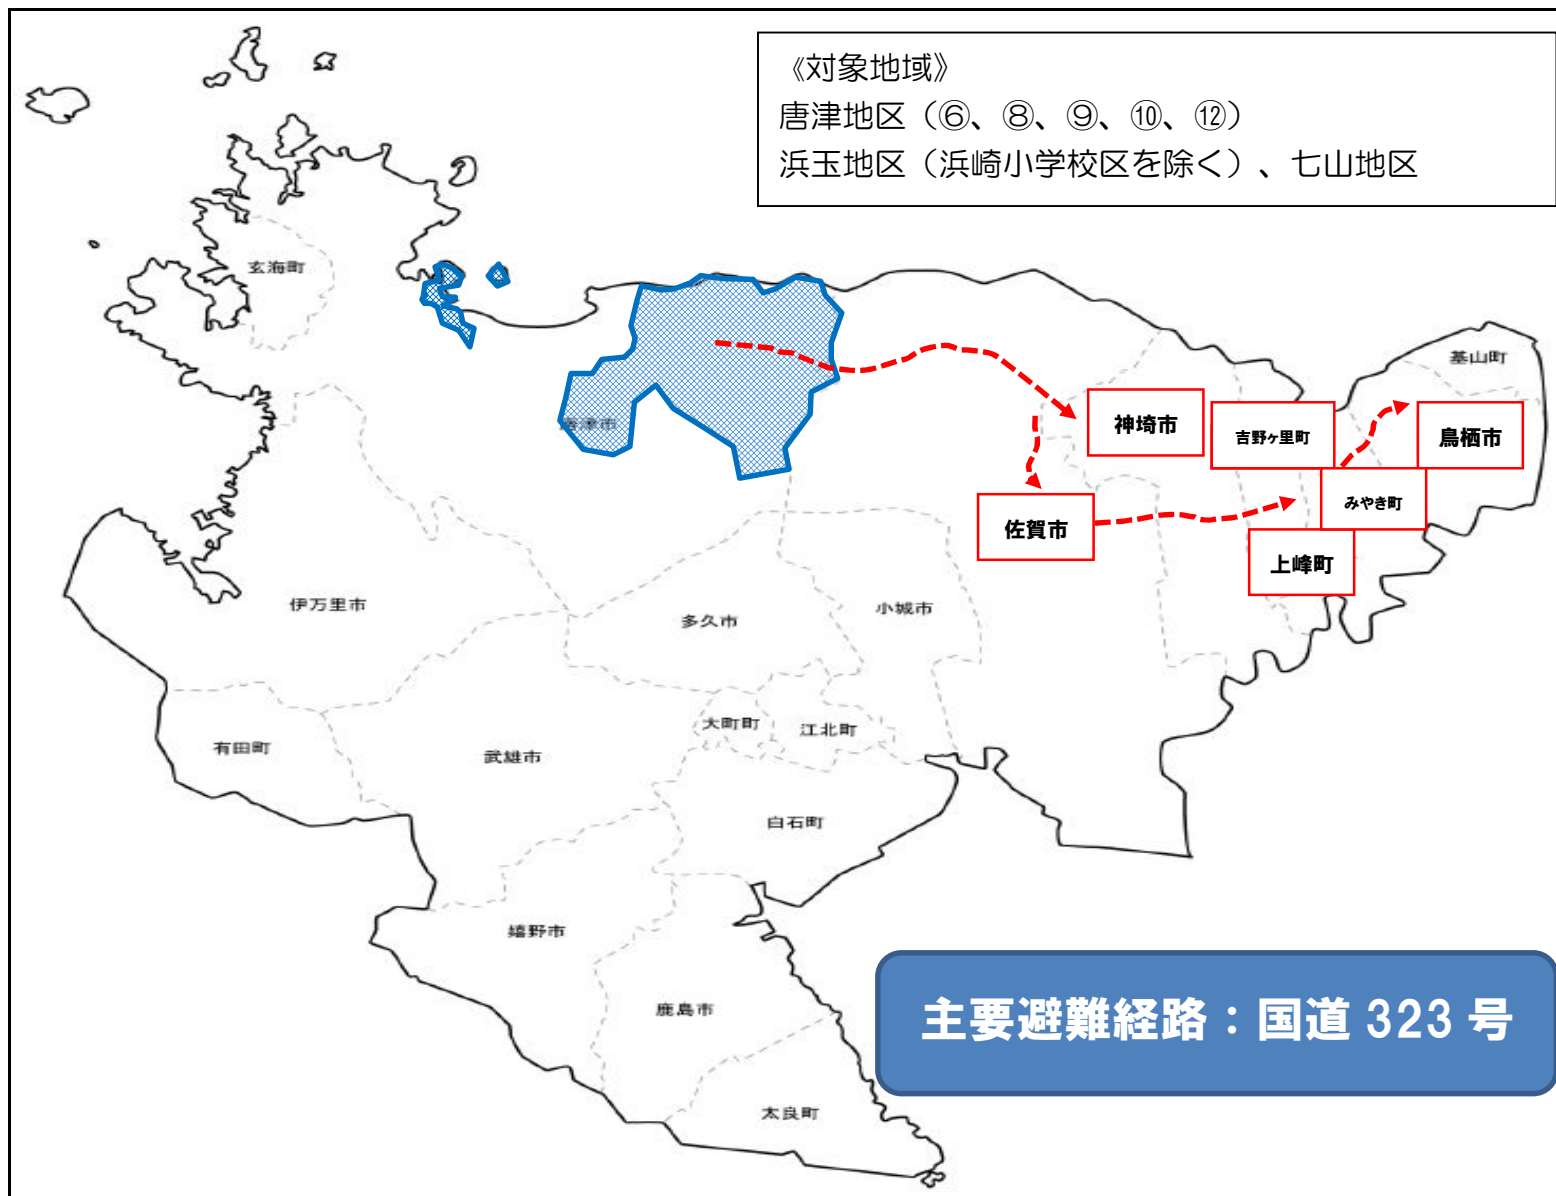 《対象地域》
唐津地区（⑥、⑧、⑨、⑩、⑫）
浜玉地区（浜崎小学校区を除く）、七山地区
玄海町
基山町
唐津市
神埼市
吉野ヶ里町
鳥栖市
みやき町
佐賀市
上峰町
伊万里市
多久市
小城市
有田町
武雄市
大町町
江北町
白石町
嬉野市
鹿島市
太良町
主要避難経路：国道 323 号